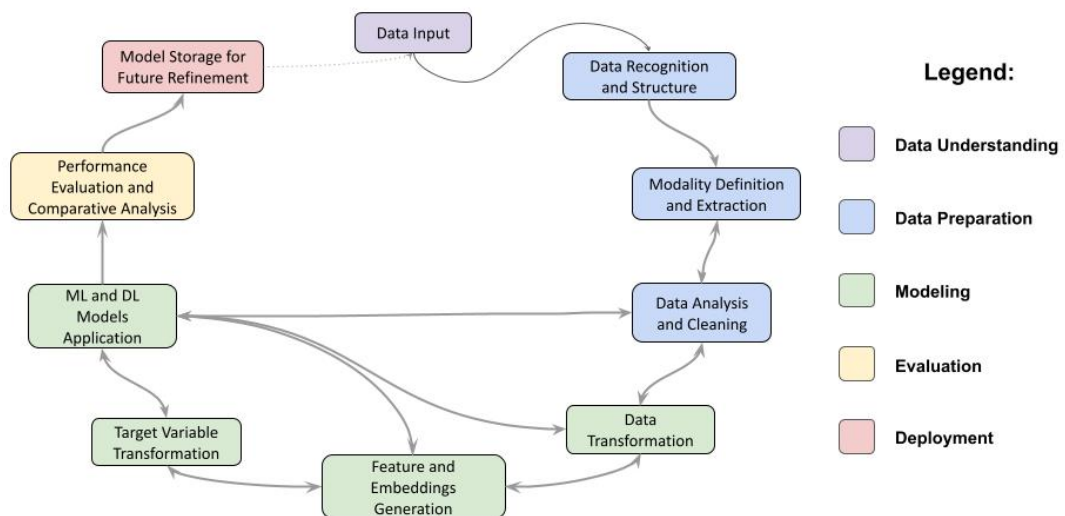 Data Input
Data Recognition
and Structure
Modality Definition
and Extraction
Data Analysis
and Cleaning
Data
Transformation
Feature and
Embeddings
Generation
Target Variable
Transformation
ML and DL
Models
Application
Performance
Evaluation and
Comparative Analysis
Model Storage for
Future Refinement
Legend:
Data Understanding
Data Preparation
Modeling
Evaluation
Deployment